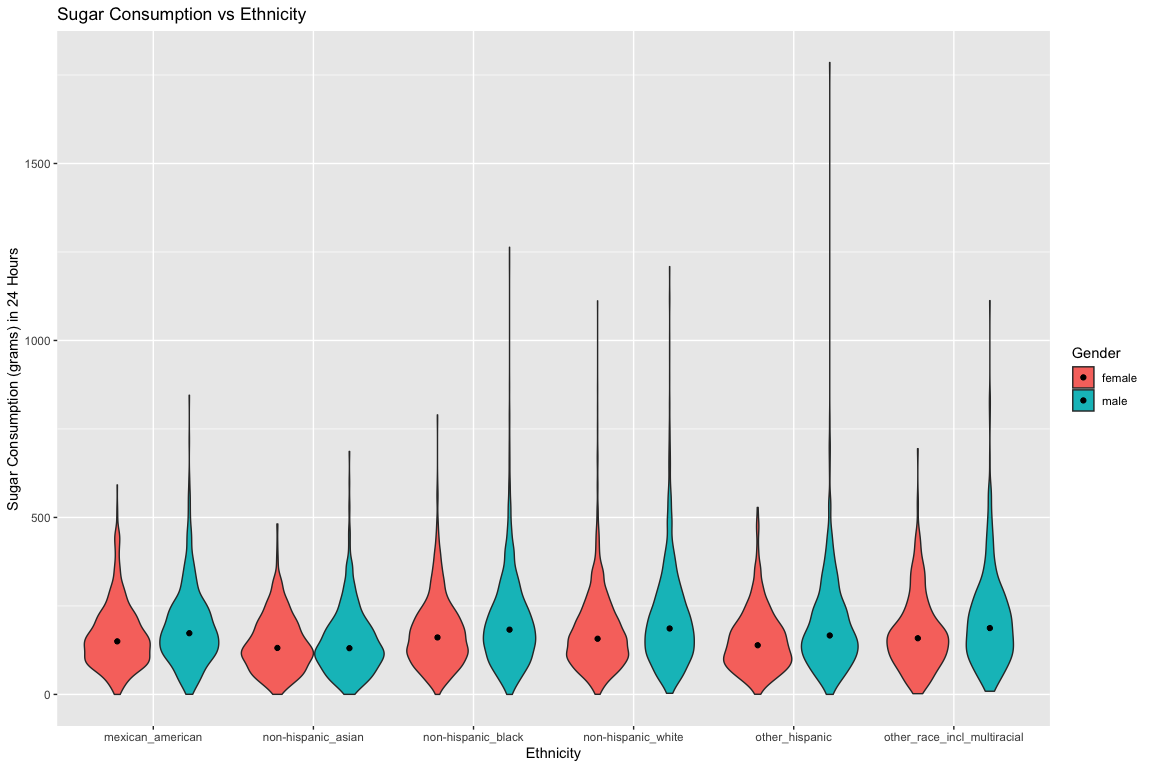 Sugar Consumption vs Ethnicity
Sugar Consumption (grams) in 24 Hours
1500
1000
500
0
mexican_american
non-hispanic_asian
non-hispanic_black
non-hispanic_white
other_hispanic
other_race_incl_multiracial
Ethnicity
Gender
female
male